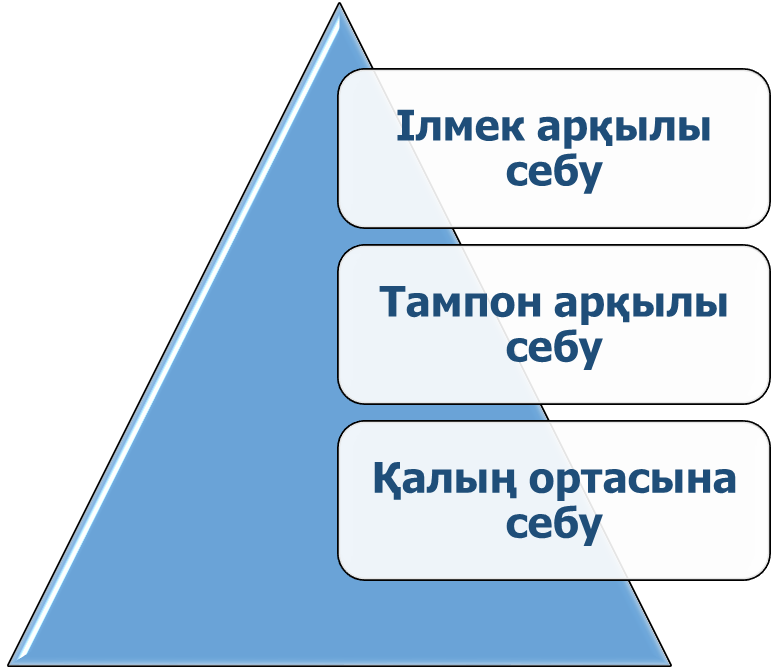 Ілмек арқылы
себу
Тампон арқылы
себу
Қалың ортасына
себу